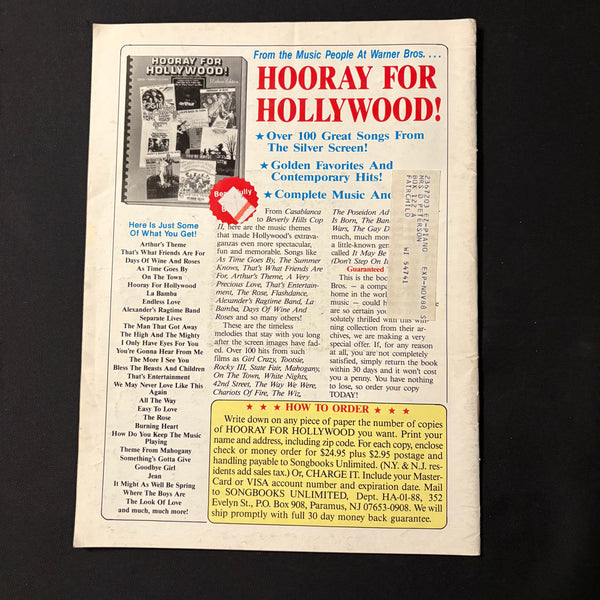 HOORAY FOR
HOLLYWOOD!
From the Music People At Warner Bros. . . .
HOORAY FOR
HOLLYWOOD!
★ Over 100 Great Songs From
The Silver Screen!
★ Golden Favorites And
Contemporary Hits!
★ Complete Music And
2367203 EZ-PIANO EXP-NOV88
MRS D PETERSON
BOX 122 A
FAIRCHILD WI 54741
Here Is Just Some
Of What You Get!
Arthur's Theme
That's What Friends Are For
Days Of Wine And Roses
As Time Goes By
On The Town
Hooray For Hollywood
La Bamba
Endless Love
Alexander's Ragtime Band
Separate Lives
The Man That Got Away
The High And The Mighty
I Only Have Eyes For You
You're Gonna Hear From Me
The More I See You
Bless The Beasts And Children
That's Entertainment
We May Never Love Like This
Again
All The Way
Easy To Love
The Rose
Burning Heart
How Do You Keep The Music
Playing
Theme From Mahogany
Something's Gotta Give
Goodbye Girl
Jean
It Might As Well Be Spring
Where The Boys Are
The Look Of Love
and much, much more!
From Casablanca
to Beverly Hills Cop
II, here are the music themes
that made Hollywood's extrava-
ganzas even more spectacular,
fun and memorable. Songs like
As Time Goes By, The Summer
Knows, That's What Friends Are
For, Arthur's Theme, A Very
Precious Love, That's Entertain-
ment, The Rose, Flashdance,
Alexander's Ragtime Band, La
Bamba, Days Of Wine And
Roses and so many others!
These are the timeless
melodies that stay with you long
after the screen images have fad-
ed. Over 100 hits from such
films as Girl Crazy, Tootsie,
Rocky III, State Fair, Mahogany,
On The Town, White Nights,
42nd Street, The Way We Were,
Chariots Of Fire, The Wiz,
The Poseidon Ad
Is Born, The Ban
Wars, The Gay D
much, much mor
a little-known ge
called It May Be
(Don't Step On It
Guaranteed
This is the boo
Bros. — a compa
home in the worl
music — could h
are so certain yo
solutely thrilled with this
ning collection from their ar-
chives, we are making a very
special offer. If, for any reason
at all, you are not completely
satisfied, simply return the book
within 30 days and it won't cost
you a penny. You have nothing
to lose, so order your copy
TODAY!
★ ★ ★ HOW TO ORDER ★ ★ ★
Write down on any piece of paper the number of copies
of HOORAY FOR HOLLYWOOD you want. Print your
name and address, including zip code. For each copy, enclose
check or money order for $24.95 plus $2.95 postage and
handling payable to Songbooks Unlimited. (N.Y. & N.J. res-
idents add sales tax.) Or, CHARGE IT. Include your Master-
Card or VISA account number and expiration date. Mail
to SONGBOOKS UNLIMITED, Dept. HA-01-88, 352
Evelyn St., P.O. Box 908, Paramus, NJ 07653-0908. We will
ship promptly with full 30 day money back guarantee.